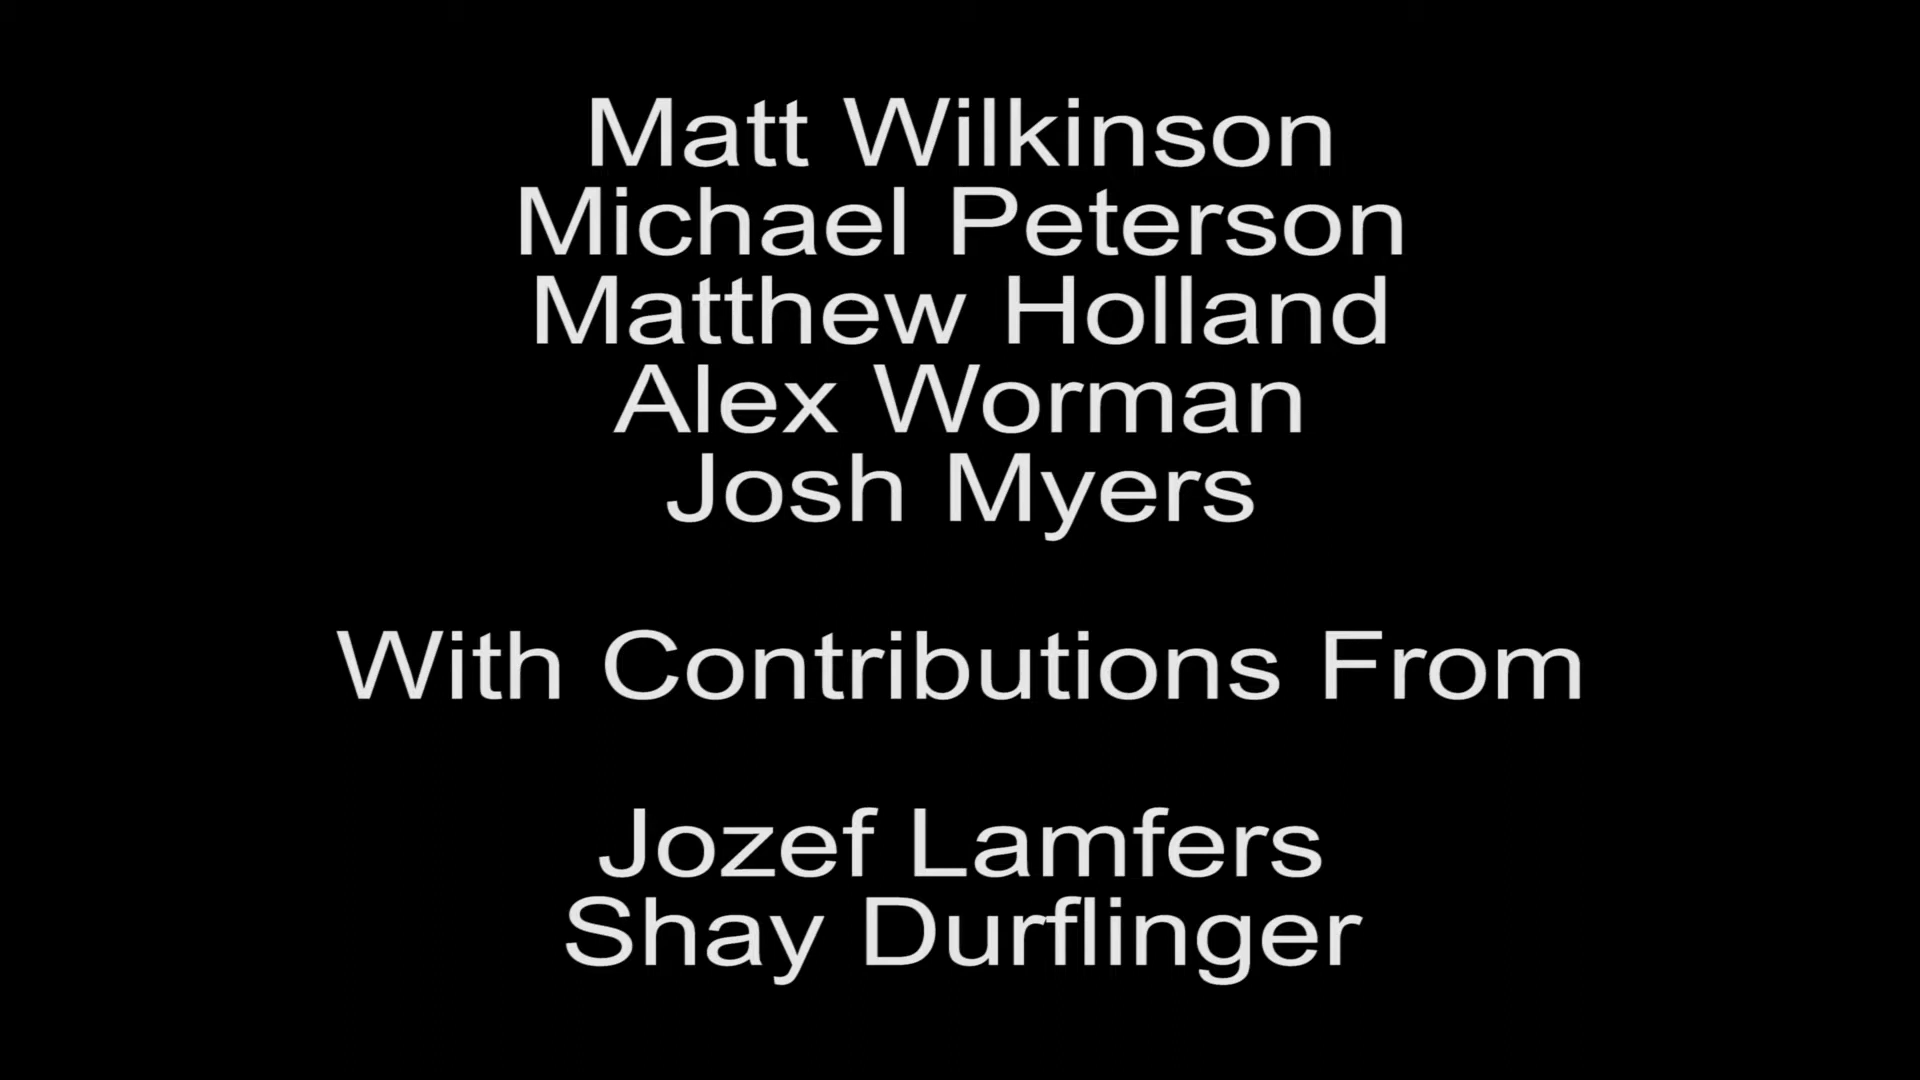 Matt Wilkinson
Michael Peterson
Matthew Holland
Alex Worman
Josh Myers
With Contributions From
Jozef Lamfers
Shay Durflinger